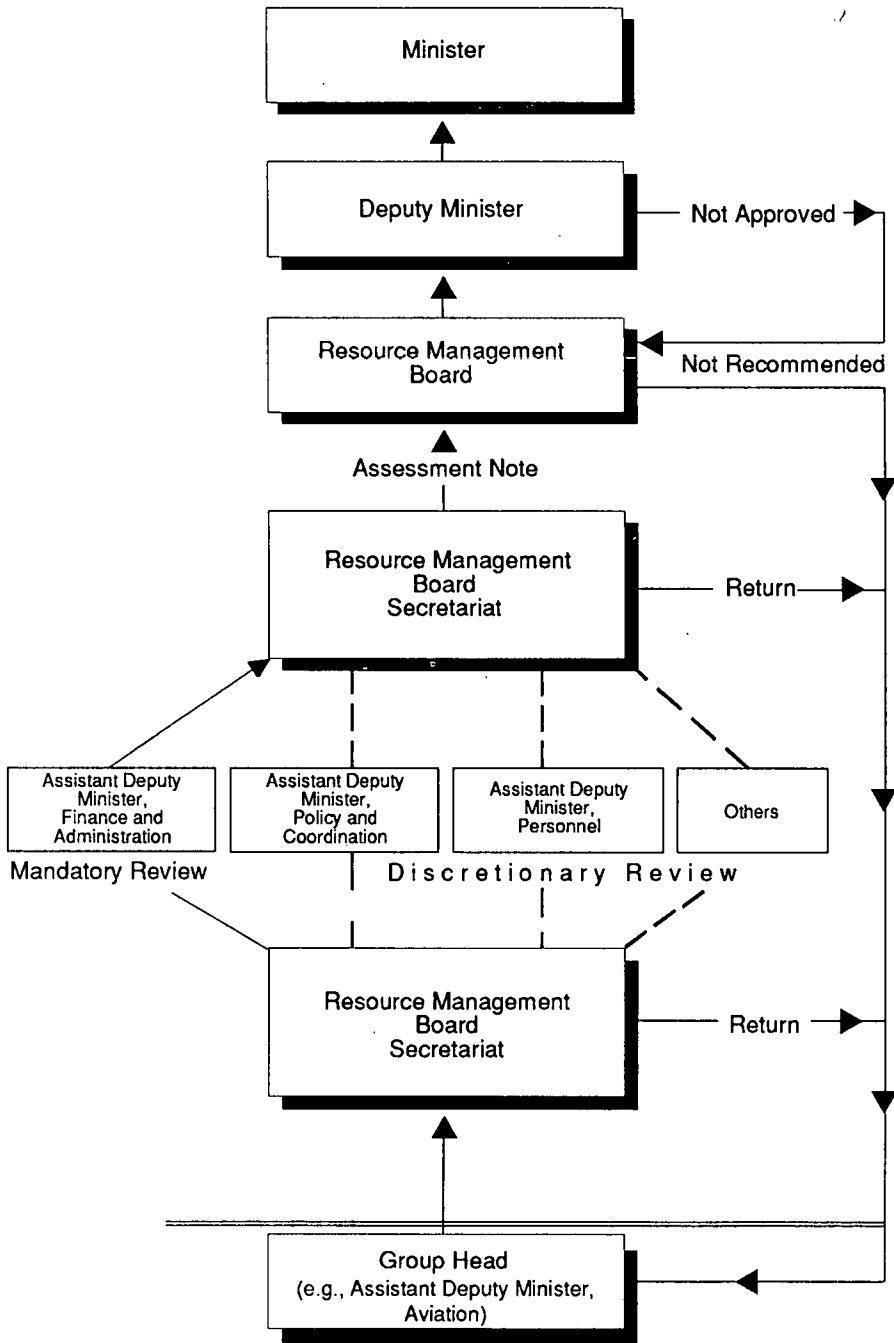 Minister
Deputy Minister
Not Approved
Resource Management
Board
Not Recommended
Assessment Note
Resource Management
Board
Secretariat
Return
Assistant Deputy
Minister,
Finance and
Administration
Assistant Deputy
Minister,
Policy and
Coordination
Assistant Deputy
Minister,
Personnel
Others
Mandatory Review
Discretionary Review
Resource Management
Board
Secretariat
Return
Group Head
(e.g., Assistant Deputy Minister,
Aviation)